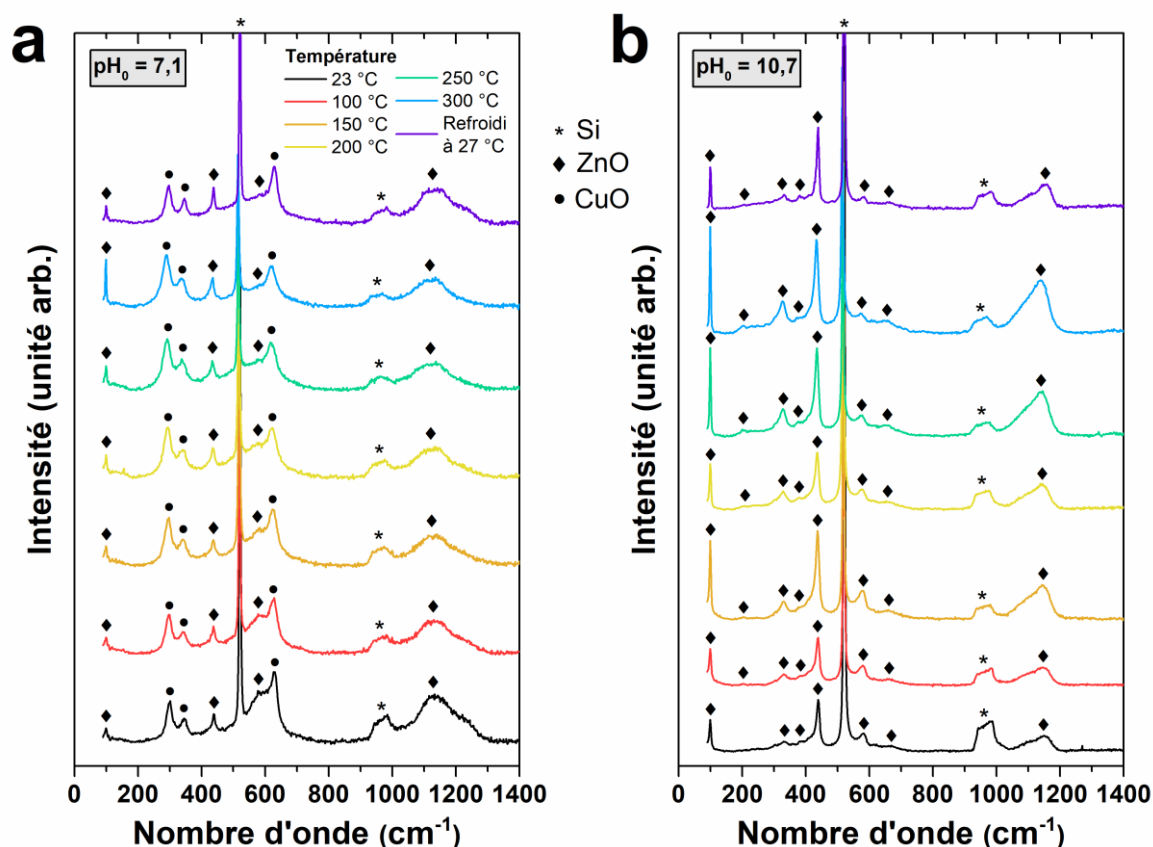 a
pH0 = 7,1
Température
23 °C
100 °C
150 °C
200 °C
250 °C
300 °C
Refroidi
à 27 °C
*
Intensité (unité arb.)
0 200 400 600 800 1000 1200 1400
Nombre d'onde (cm-1)
* Si
♦ ZnO
● CuO
b
pH0 = 10,7
*
Intensité (unité arb.)
0 200 400 600 800 1000 1200 1400
Nombre d'onde (cm-1)